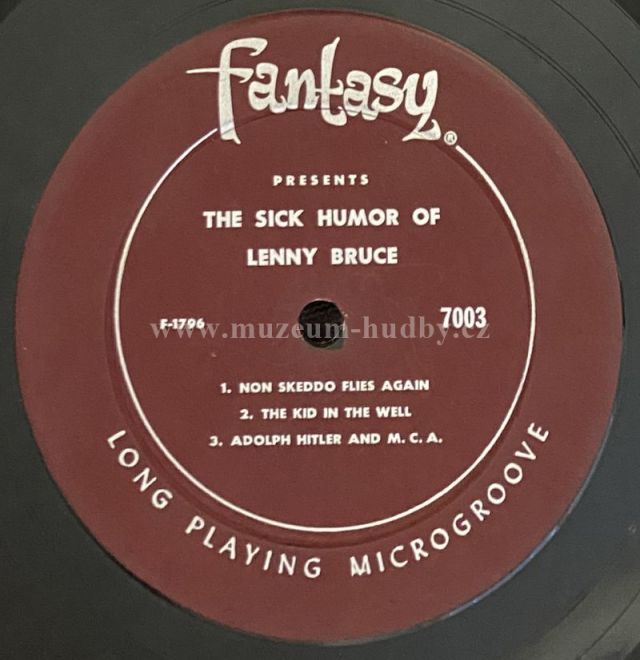 fantasy®
PRESENTS
THE SICK HUMOR OF
LENNY BRUCE
F-1796
7003
www.muzeum-hudby.cz
1. NON SKEDDO FLIES AGAIN
2. THE KID IN THE WELL
3. ADOLPH HITLER AND M. C. A.
LONG PLAYING MICROGROOVE